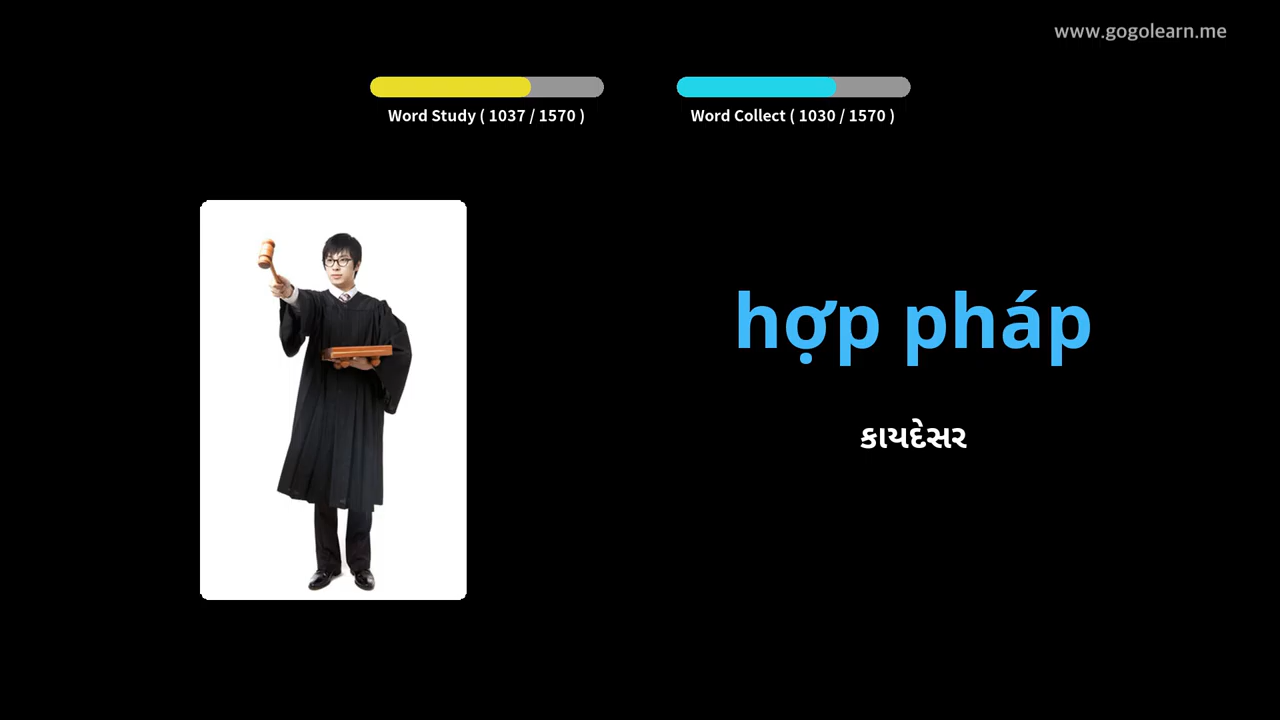 www.gogolearn.me
Word Study ( 1037 / 1570 )
Word Collect ( 1030 / 1570 )
hợp pháp
કાયદેસર